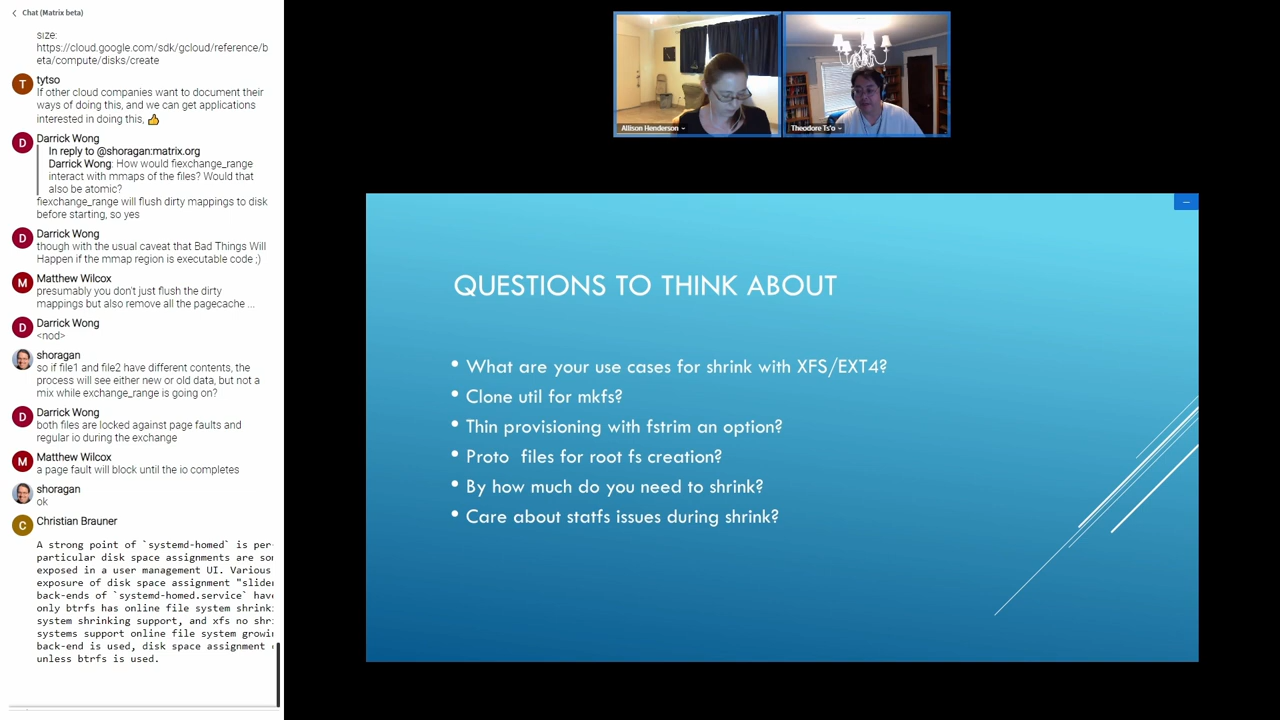 Chat (Matrix beta)
size:
https://cloud.google.com/sdk/gcloud/reference/b
eta/compute/disks/create
T
tytso
If other cloud companies want to document their
ways of doing this, and we can get applications
interested in doing this, 👍
D
Darrick Wong
In reply to @shoragan:matrix.org
Darrick Wong: How would fiexchange_range
interact with mmaps of the files? Would that
also be atomic?
fiexchange_range will flush dirty mappings to disk
before starting, so yes
D
Darrick Wong
though with the usual caveat that Bad Things Will
Happen if the mmap region is executable code ;)
M
Matthew Wilcox
presumably you don't just flush the dirty
mappings but also remove all the pagecache ...
D
Darrick Wong
<nod>
shoragan
so if file1 and file2 have different contents, the
process will see either new or old data, but not a
mix while exchange_range is going on?
D
Darrick Wong
both files are locked against page faults and
regular io during the exchange
M
Matthew Wilcox
a page fault will block until the io completes
shoragan
ok
C
Christian Brauner
A strong point of `systemd-homed` is per-
particular disk space assignments are
exposed in a user management UI. Various
exposure of disk space assignment
back-ends of `systemd-homed.service`
only btrfs has online file system
system shrinking support, and xfs no
systems support online file system
back-end is used, disk space assignment
unless btrfs is used.
Allison Henderson
Theodore Ts'o
QUESTIONS TO THINK ABOUT
• What are your use cases for shrink with XFS/EXT4?
• Clone util for mkfs?
• Thin provisioning with fstrim an option?
• Proto files for root fs creation?
• By how much do you need to shrink?
• Care about statfs issues during shrink?